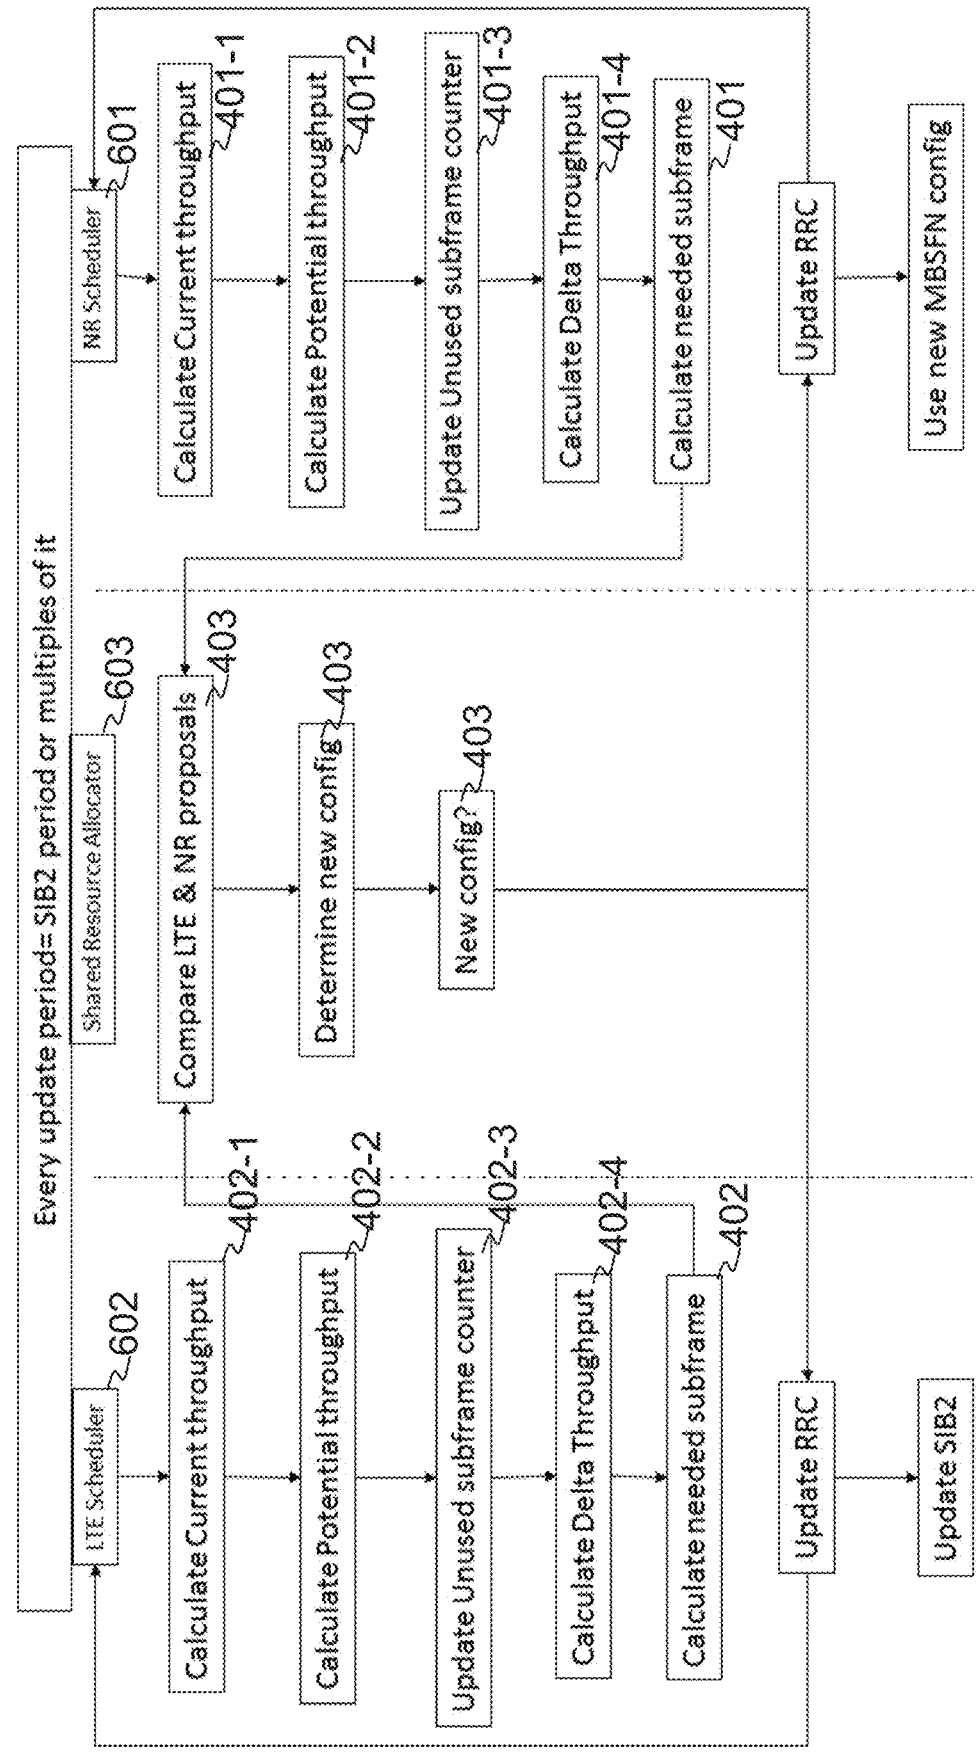 Every update period= SIB2 period or multiples of it
LTE Scheduler
602
Calculate Current throughput
402-1
Calculate Potential throughput
402-2
Update Unused subframe counter
402-3
Calculate Delta Throughput
402-4
Calculate needed subframe
402
Update RRC
Update SIB2
Shared Resource Allocator
603
Compare LTE & NR proposals
403
Determine new config
403
New config?
403
NR Scheduler
601
Calculate Current throughput
401-1
Calculate Potential throughput
401-2
Update Unused subframe counter
401-3
Calculate Delta Throughput
401-4
Calculate needed subframe
401
Update RRC
Use new MBSFN config